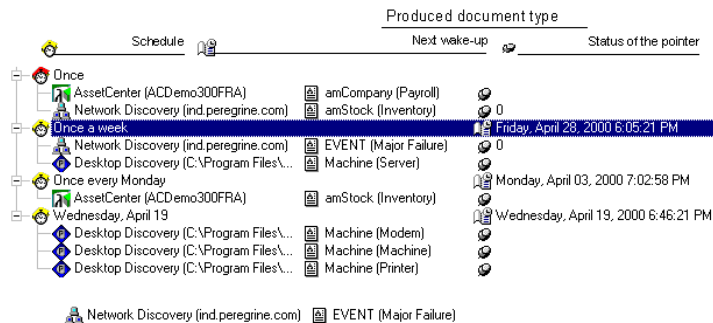 Produced document type
Schedule Next wake-up Status of the pointer
Once
AssetCenter (ACDemo300FRA) amCompany (Payroll)
Network Discovery (ind.peregrine.com) amStock (Inventory) 0
Once a week Friday, April 28, 2000 6:05:21 PM
Network Discovery (ind.peregrine.com) EVENT (Major Failure) 0
Desktop Discovery (C:\Program Files\... Machine (Server)
Once every Monday Monday, April 03, 2000 7:02:58 PM
AssetCenter (ACDemo300FRA) amStock (Inventory)
Wednesday, April 19 Wednesday, April 19, 2000 6:46:21 PM
Desktop Discovery (C:\Program Files\... Machine (Modem)
Desktop Discovery (C:\Program Files\... Machine (Machine)
Desktop Discovery (C:\Program Files\... Machine (Printer)
Network Discovery (ind.peregrine.com) EVENT (Major Failure)